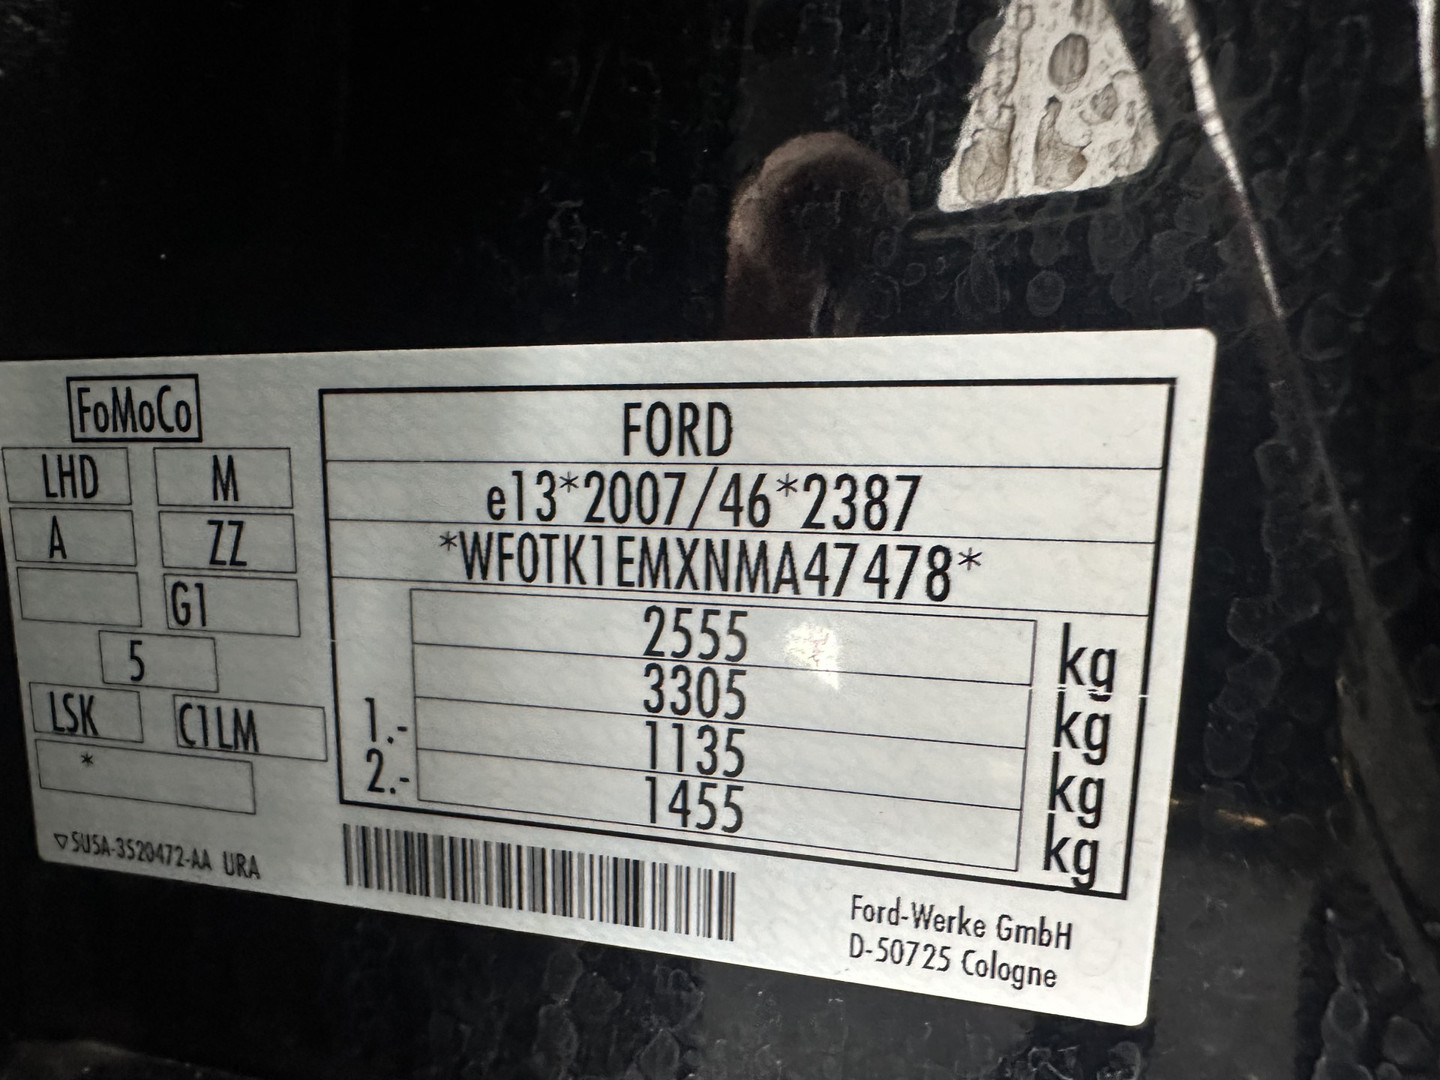 FoMoCo
LHD M
A ZZ
G1
5
LSK C1LM
*
SU5A-3520472-AA URA
FORD
e13*2007/46*2387
*WF0TK1EMXNMA47478*
2555 kg
3305 kg
1.- 1135 kg
2.- 1455 kg
Ford-Werke GmbH
D-50725 Cologne